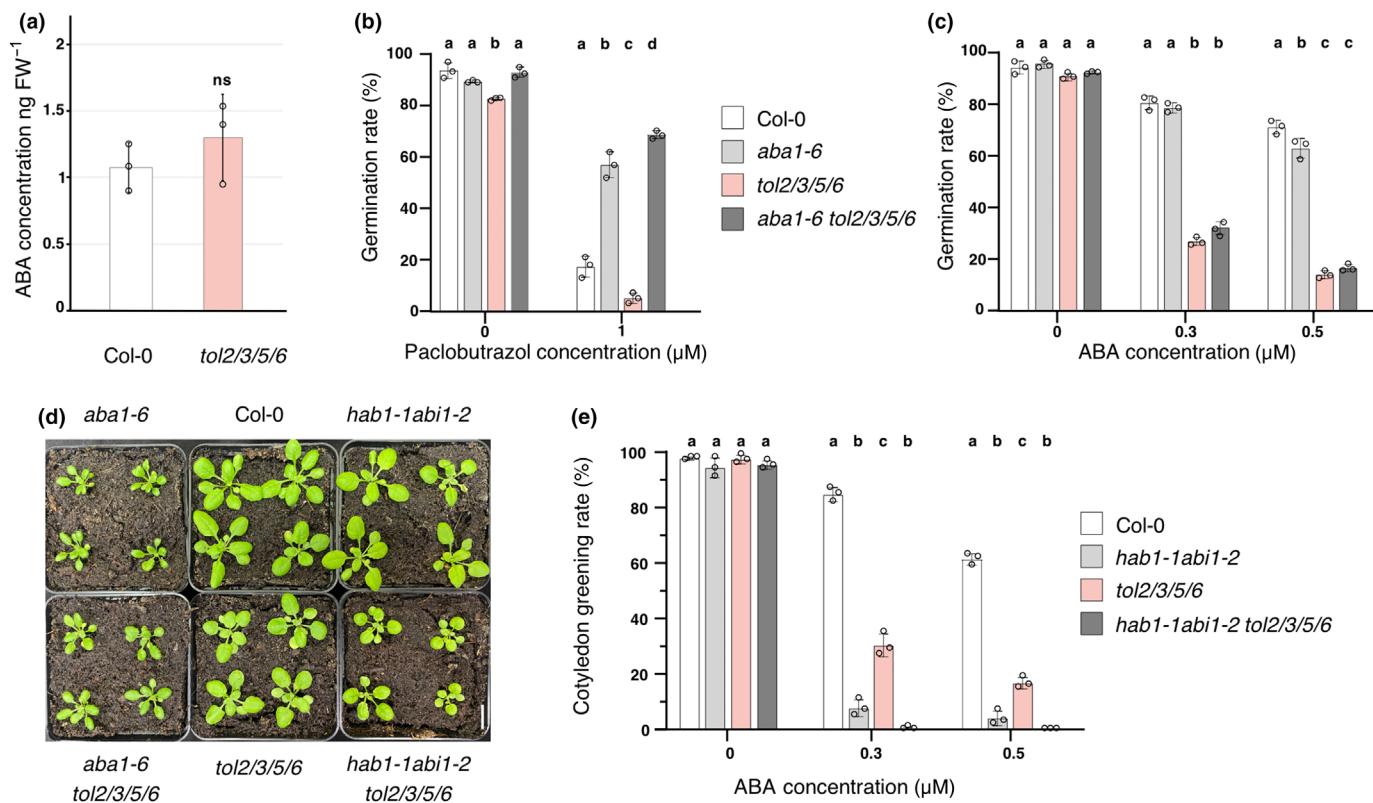 (a)
ABA concentration ng FW⁻¹
2
1.5
1
0.5
0
ns
Col-0
tol2/3/5/6
(b)
Germination rate (%)
100
80
60
40
20
0
a a b a
a b c d
0
1
Paclobutrazol concentration (μM)
Col-0
aba1-6
tol2/3/5/6
aba1-6 tol2/3/5/6
(c)
Germination rate (%)
100
80
60
40
20
0
a a a a
a a b b
a b c c
0
0.3
0.5
ABA concentration (μM)
(d)
aba1-6
Col-0
hab1-1abi1-2
aba1-6
tol2/3/5/6
tol2/3/5/6
hab1-1abi1-2
tol2/3/5/6
(e)
Cotyledon greening rate (%)
100
80
60
40
20
0
a a a a
a b c b
a b c b
0
0.3
0.5
ABA concentration (μM)
Col-0
hab1-1abi1-2
tol2/3/5/6
hab1-1abi1-2 tol2/3/5/6